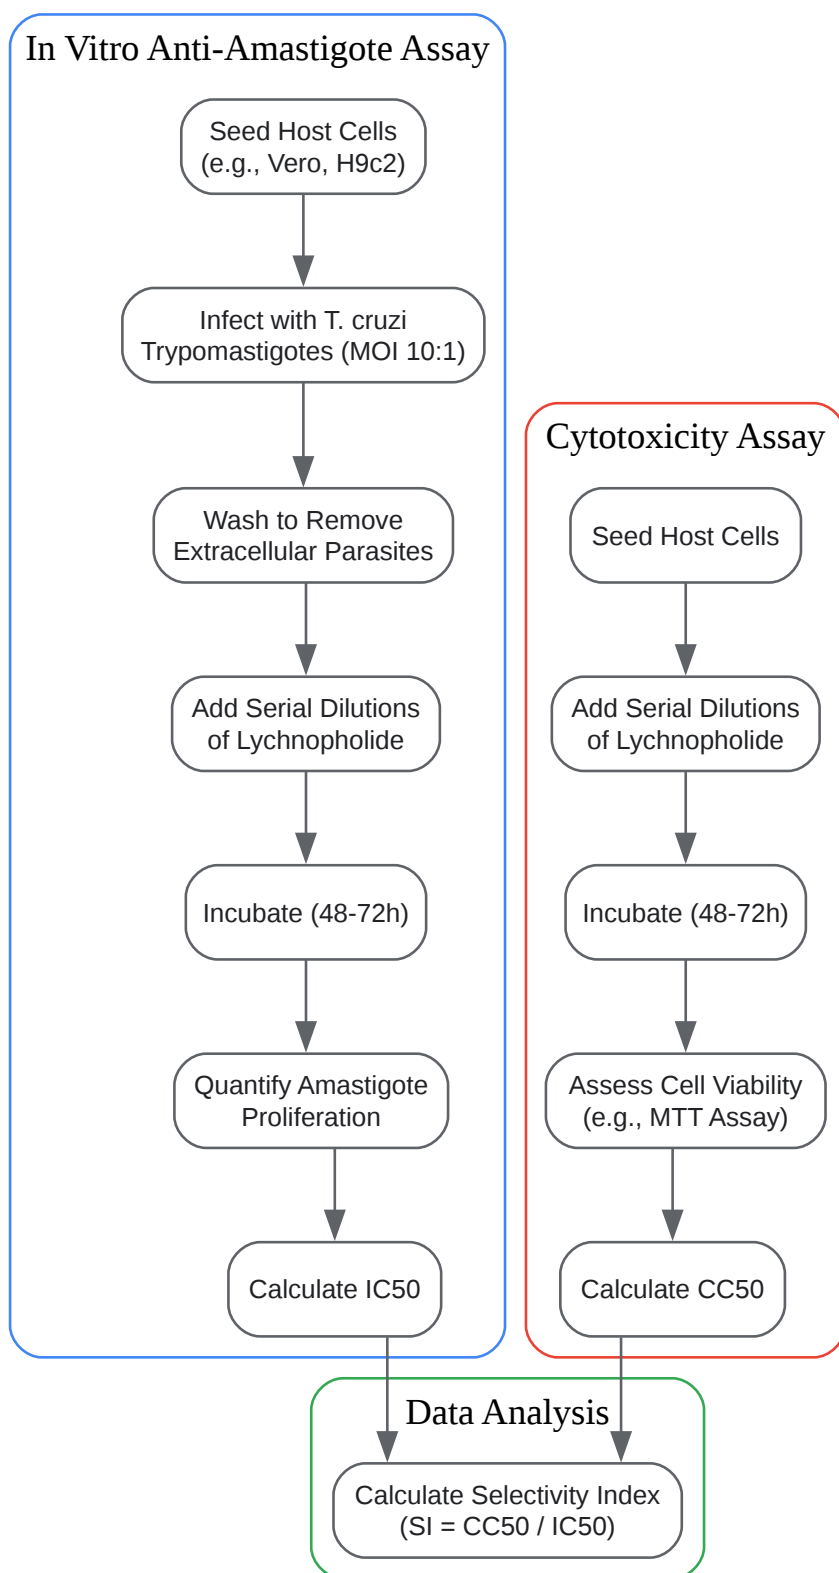 In Vitro Anti-Amastigote Assay
Seed Host Cells
(e.g., Vero, H9c2)
Infect with T. cruzi
Trypomastigotes (MOI 10:1)
Wash to Remove
Extracellular Parasites
Add Serial Dilutions
of Lychnopholide
Incubate (48-72h)
Quantify Amastigote
Proliferation
Calculate IC50
Cytotoxicity Assay
Seed Host Cells
Add Serial Dilutions
of Lychnopholide
Incubate (48-72h)
Assess Cell Viability
(e.g., MTT Assay)
Calculate CC50
Data Analysis
Calculate Selectivity Index
(SI = CC50 / IC50)